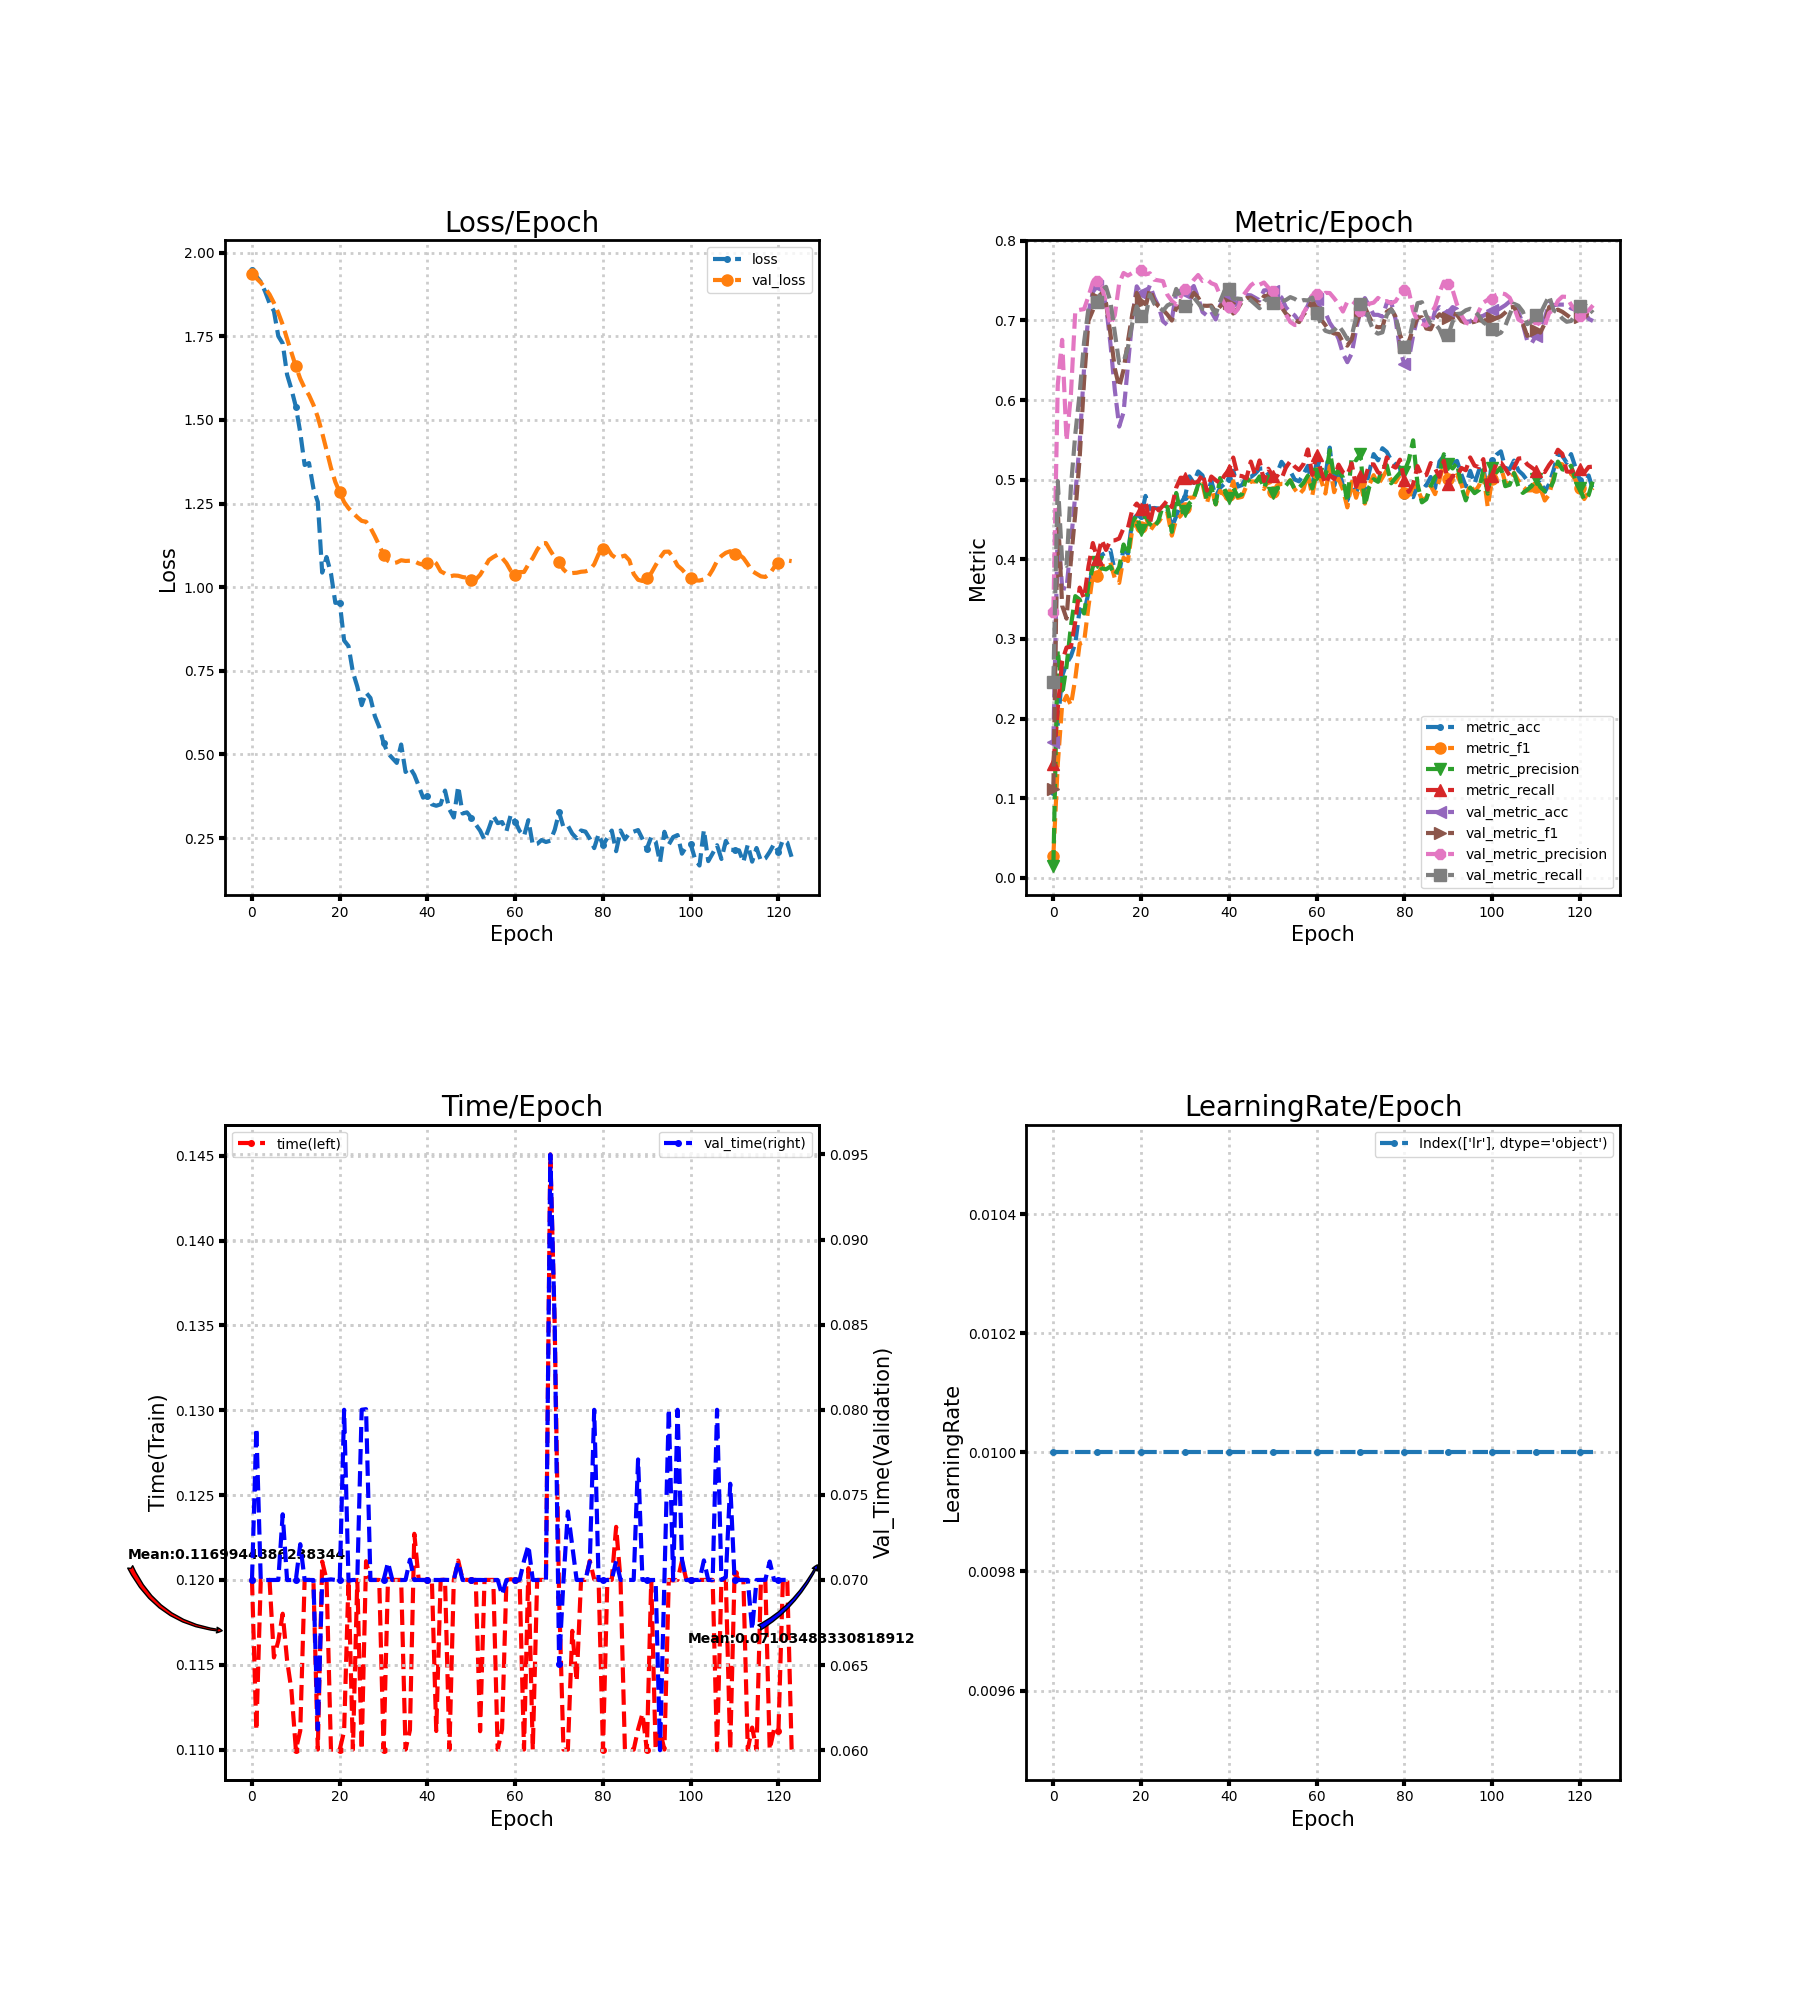 Loss/Epoch
2.00
1.75
1.50
1.25
1.00
0.75
0.50
0.25
Loss
loss
val_loss
0 20 40 60 80 100 120
Epoch
Metric/Epoch
0.8
0.7
0.6
0.5
0.4
0.3
0.2
0.1
0.0
Metric
metric_acc
metric_f1
metric_precision
metric_recall
val_metric_acc
val_metric_f1
val_metric_precision
val_metric_recall
0 20 40 60 80 100 120
Epoch
Time/Epoch
time(left)
val_time(right)
0.145
0.140
0.135
0.130
0.125
0.120
0.115
0.110
Time(Train)
0.095
0.090
0.085
0.080
0.075
0.070
0.065
0.060
Val_Time(Validation)
0 20 40 60 80 100 120
Epoch
LearningRate/Epoch
Index(['lr'], dtype='object')
0.0104
0.0102
0.0100
0.0098
0.0096
LearningRate
0 20 40 60 80 100 120
Epoch